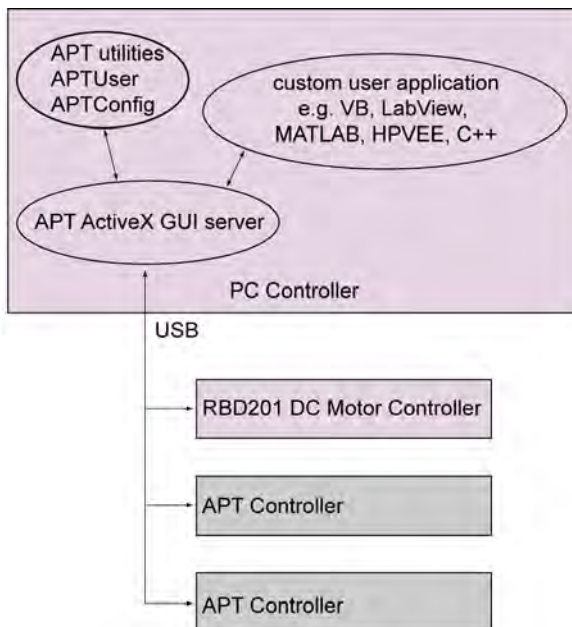 APT utilities
APTUser
APTConfig
custom user application
e.g. VB, LabView,
MATLAB, HPVEE, C++
APT ActiveX GUI server
PC Controller
USB
RBD201 DC Motor Controller
APT Controller
APT Controller